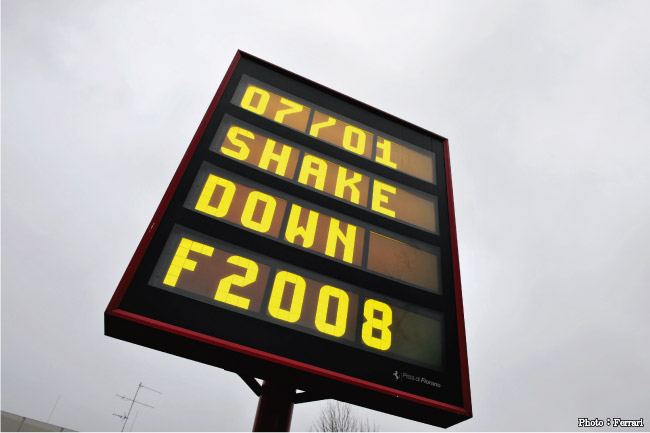 07/01
SHAKE
DOWN
F2008
Pista di Fiorano
Photo : Ferrari